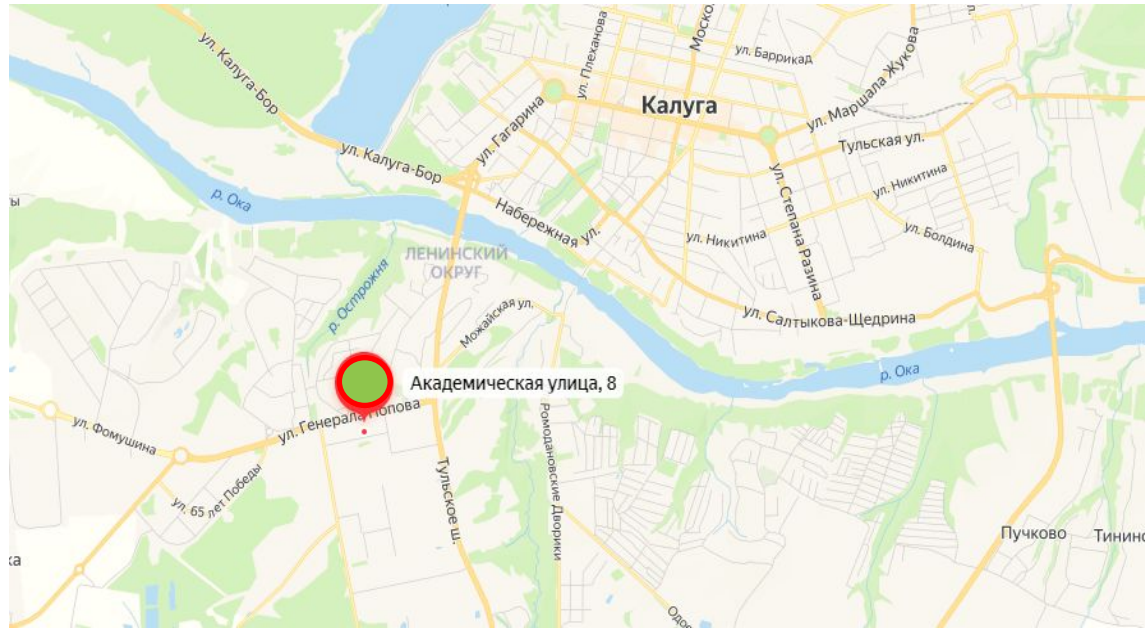 Моско
ул. Калуга-Бор
ул. Плеханова
ул. Баррикад
ул. Маршала Жукова
Калуга
ул. Гагарина
Тульская ул.
ул. Калуга-Бор
ул. Степана Разина
ул. Никитина
р. Ока
ты
Набережная ул.
ул. Никитина
ул. Болдина
ЛЕНИНСКИЙ
ОКРУГ
р. Острожня
Можайская ул.
ул. Салтыкова-Щедрина
р. Ока
Академическая улица, 8
ул. Генерала Попова
ул. Фомушина
Ромодановские Дворики
Тульское ш.
ул. 65 лет Победы
Пучково
Тинино
ка
Одо